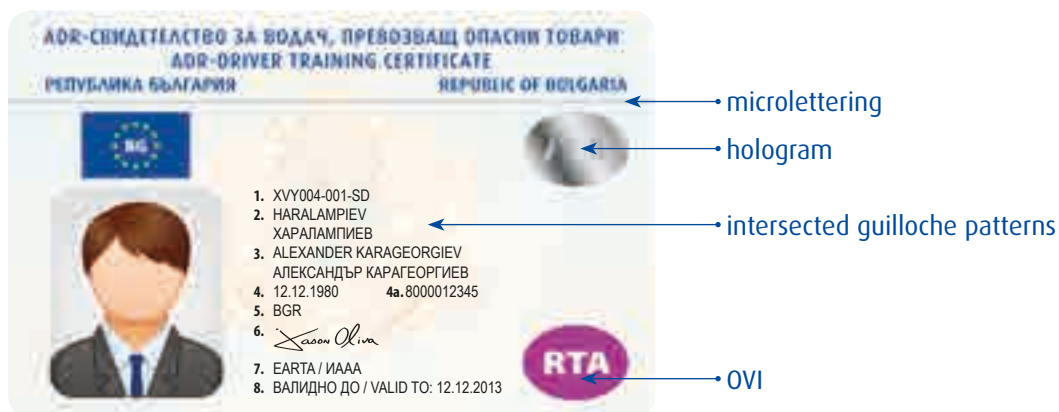 ADR-СВИДЕТЕЛСТВО ЗА ВОДАЧ, ПРЕВОЗВАЩ ОПАСНИ ТОВАРИ
ADR-DRIVER TRAINING CERTIFICATE
РЕПУБЛИКА БЪЛГАРИЯ REPUBLIC OF BULGARIA
microlettering
BG
hologram
1. XVY004-001-SD
2. HARALAMPIEV
ХАРАЛАМПИЕВ
intersected guilloche patterns
3. ALEXANDER KARAGEORGIEV
АЛЕКСАНДЪР КАРАГЕОРГИЕВ
4. 12.12.1980 4a. 8000012345
5. BGR
6. Jason Oliva
7. EARTA / ИААА
RTA
OVI
8. ВАЛИДНО ДО / VALID TO: 12.12.2013